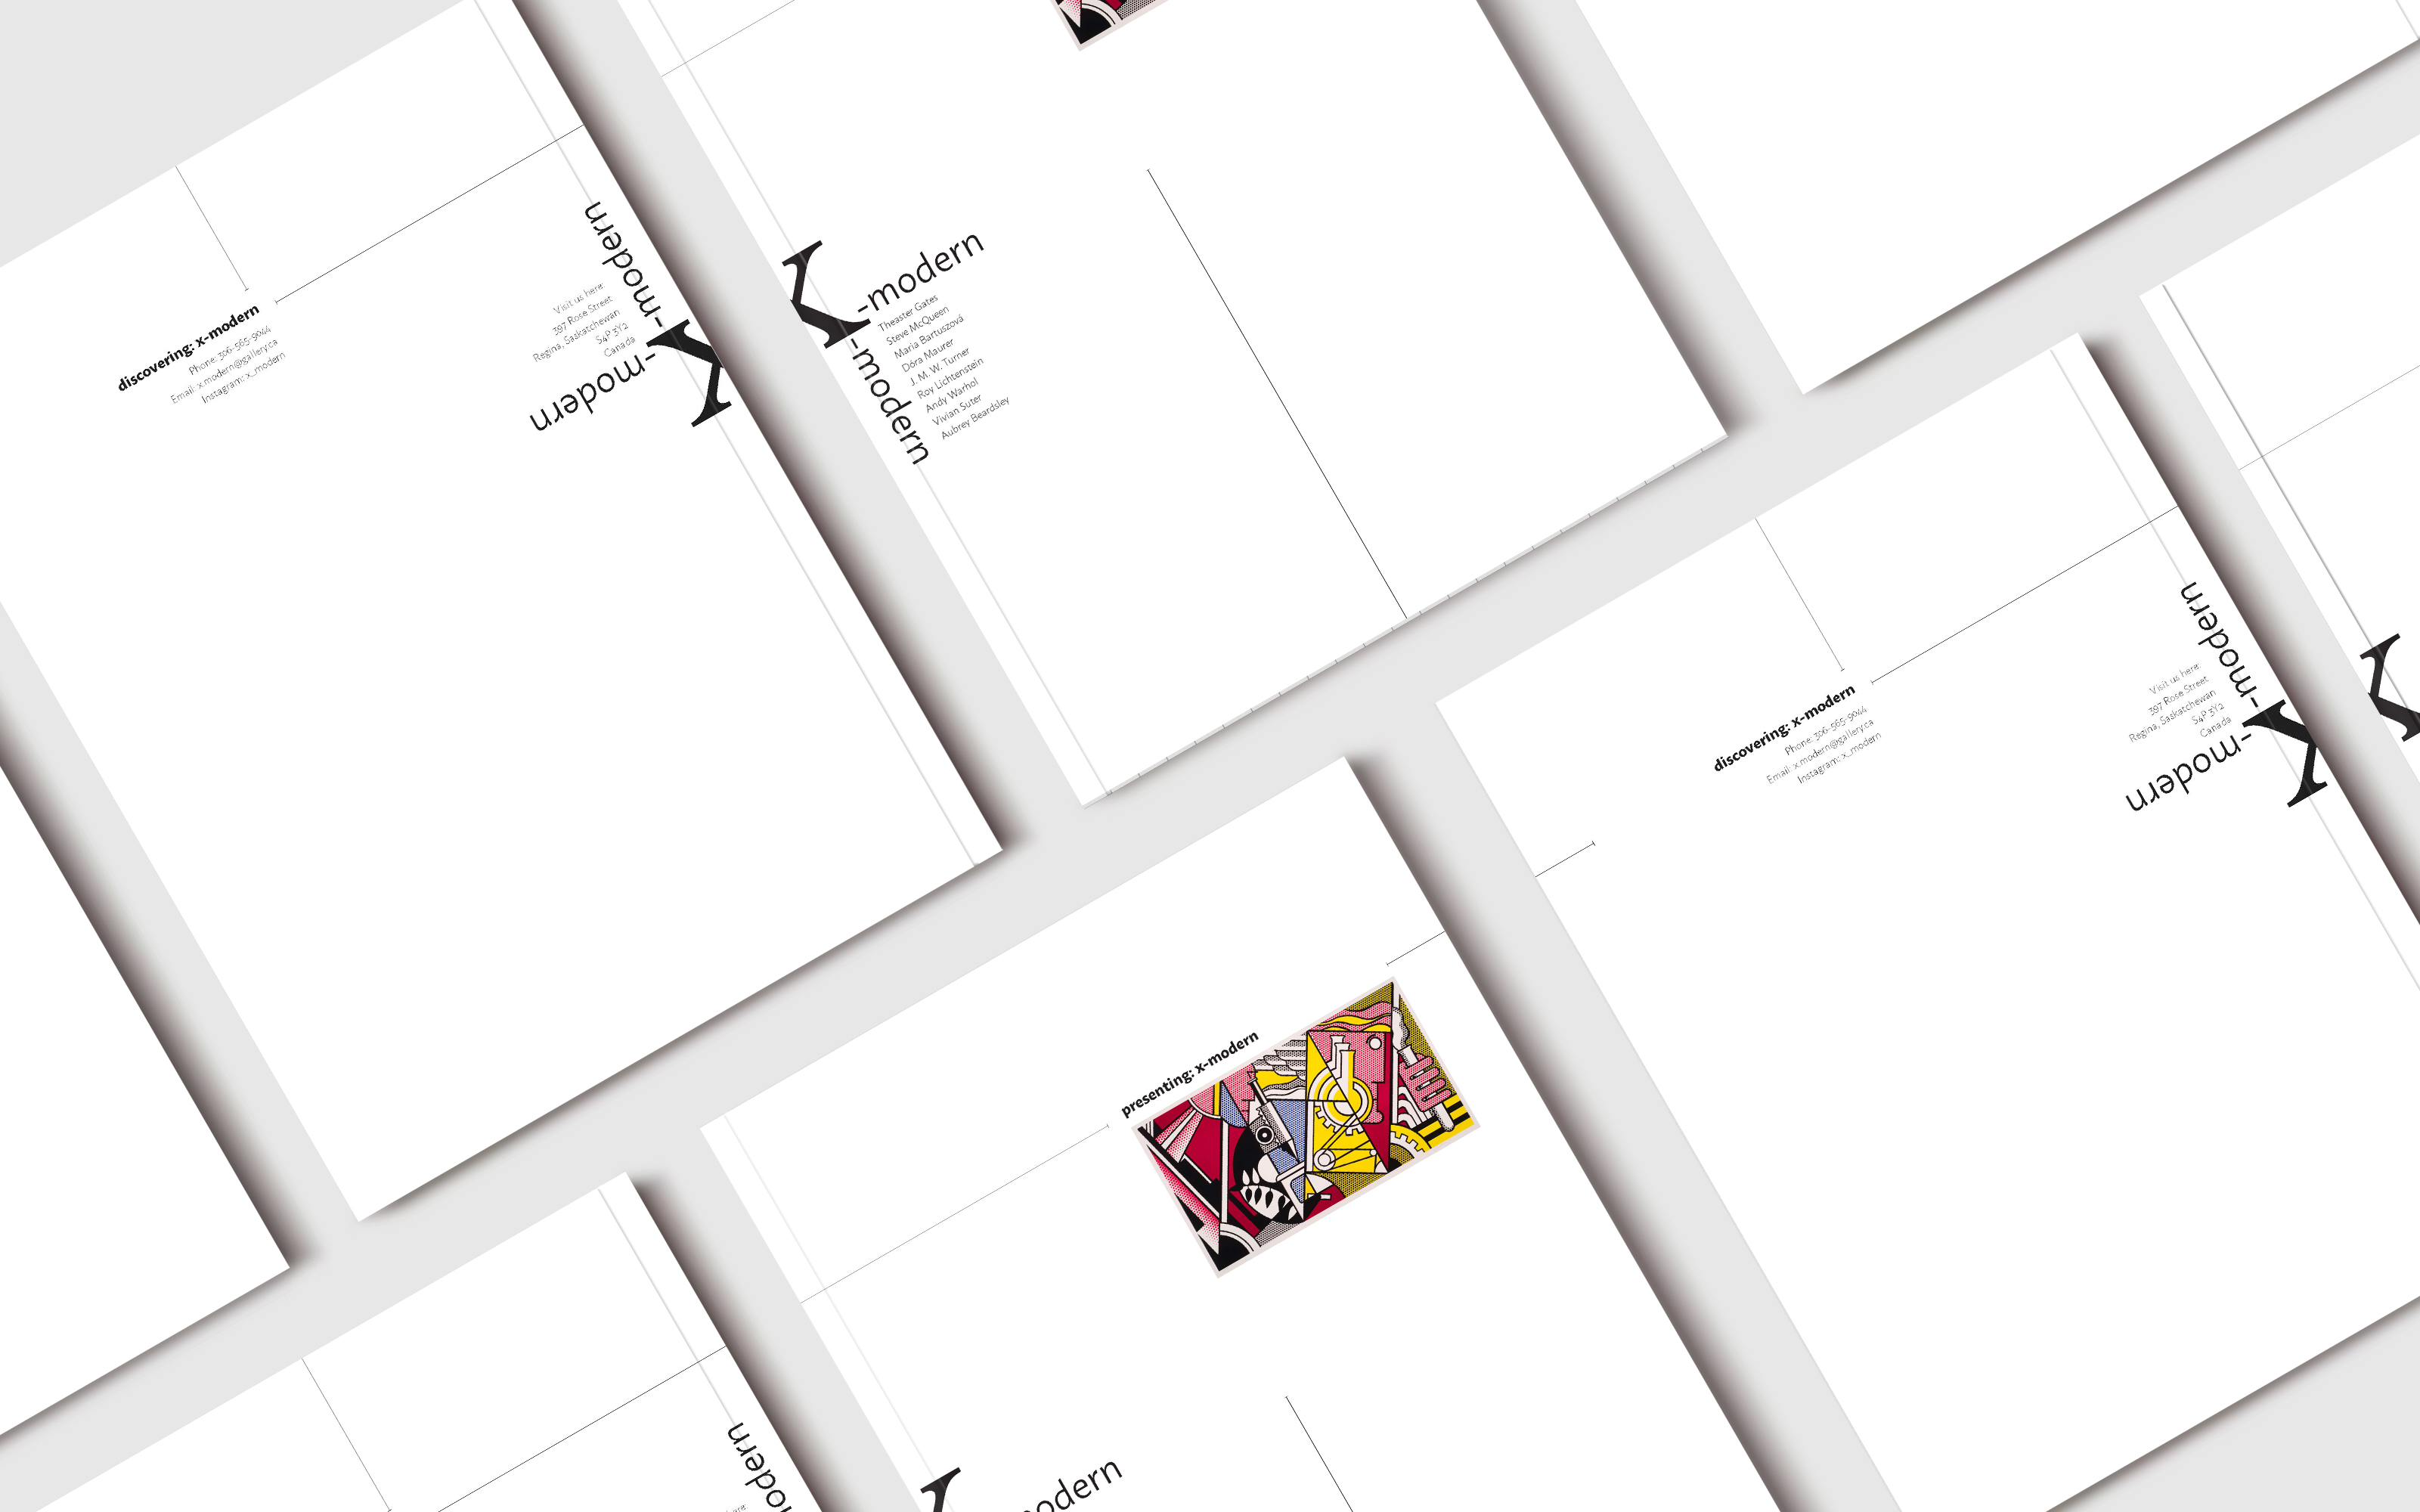 x-modern
-modern
discovering: x-modern
Phone: 306-565-9044
Email: x.modern@gallery.ca
Instagram: x_modern
Visit us here:
397 Rose Street
Regina, Saskatchewan
S4P 3Y2
Canada
x-modern
-modern
Theaster Gates
Steve McQueen
Maria Bartuszová
Dóra Maurer
J. M. W. Turner
Roy Lichtenstein
Andy Warhol
Vivian Suter
Aubrey Beardsley
x-modern
-modern
discovering: x-modern
Phone: 306-565-9044
Email: x.modern@gallery.ca
Instagram: x_modern
Visit us here:
397 Rose Street
Regina, Saskatchewan
S4P 3Y2
Canada
x
presenting: x-modern
odern
odern